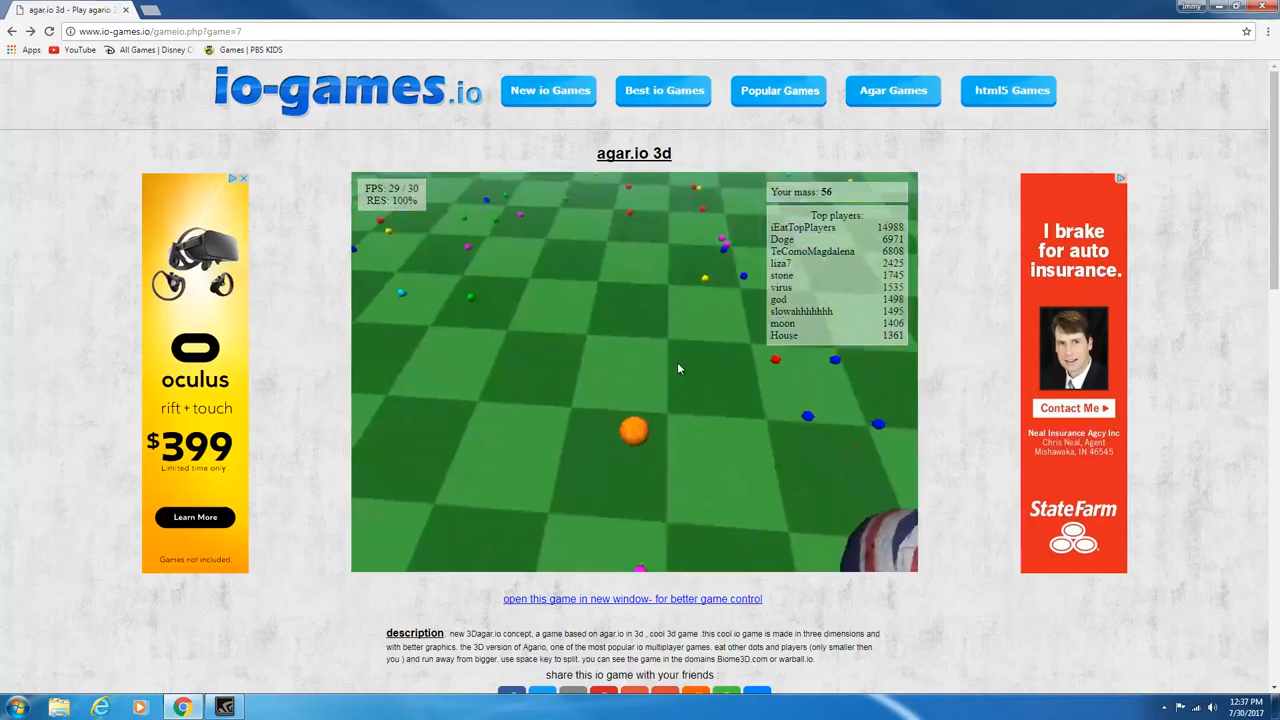 agar.io 3d - Play agario 3
Immy
www.io-games.io/gameio.php?game=7
Apps YouTube All Games | Disney Games | PBS KIDS
io-games.io
New io Games Best io Games Popular Games Agar Games html5 Games
agar.io 3d
FPS: 29 / 30
RES: 100%
Your mass: 56
Top players:
iEatTopPlayers 14988
Doge 6971
TeComoMagdalena 6808
liza7 2425
stone 1745
virus 1535
god 1498
slowahhhhhhh 1495
moon 1406
House 1361
oculus
rift + touch
$399
Limited time only.
Learn More
Games not included.
I brake
for auto
insurance.
Contact Me
Neal Insurance Agcy Inc
Chris Neal, Agent
Mishawaka, IN 46545
StateFarm
open this game in new window- for better game control
description: new 3Dagar.io concept, a game based on agar.io in 3d , cool 3d game .this cool io game is made in three dimensions and
with better graphics. the 3D version of Agario, one of the most popular io multiplayer games. eat other dots and players (only smaller then
you ) and run away from bigger. use space key to split. you can see the game in the domains Biome3D.com or warball.io.
share this io game with your friends :
12:37 PM
7/30/2017